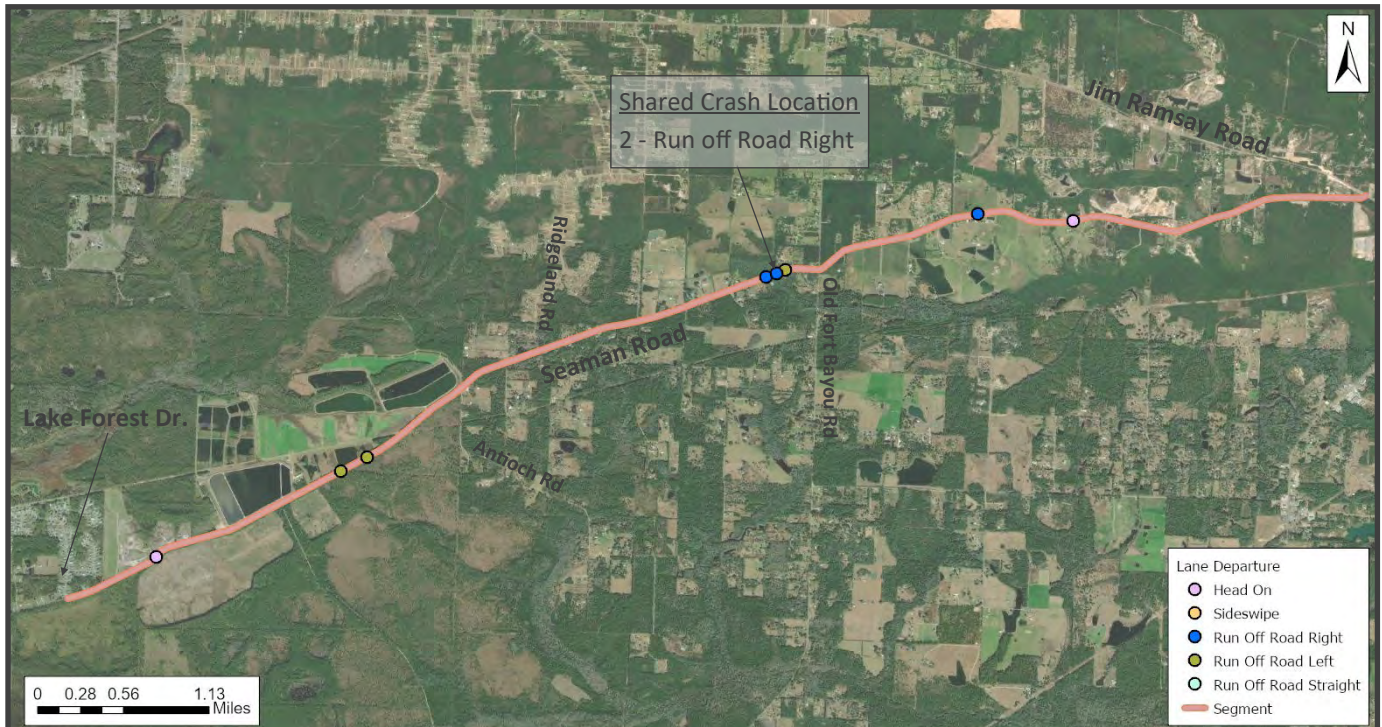 N
Jim Ramsay Road
Shared Crash Location
2 - Run off Road Right
Ridgeland Rd
Seaman Road
Old Fort Bayou Rd
Lake Forest Dr.
Antioch Rd
Lane Departure
Head On
Sideswipe
Run Off Road Right
Run Off Road Left
Run Off Road Straight
Segment
0 0.28 0.56 1.13
Miles